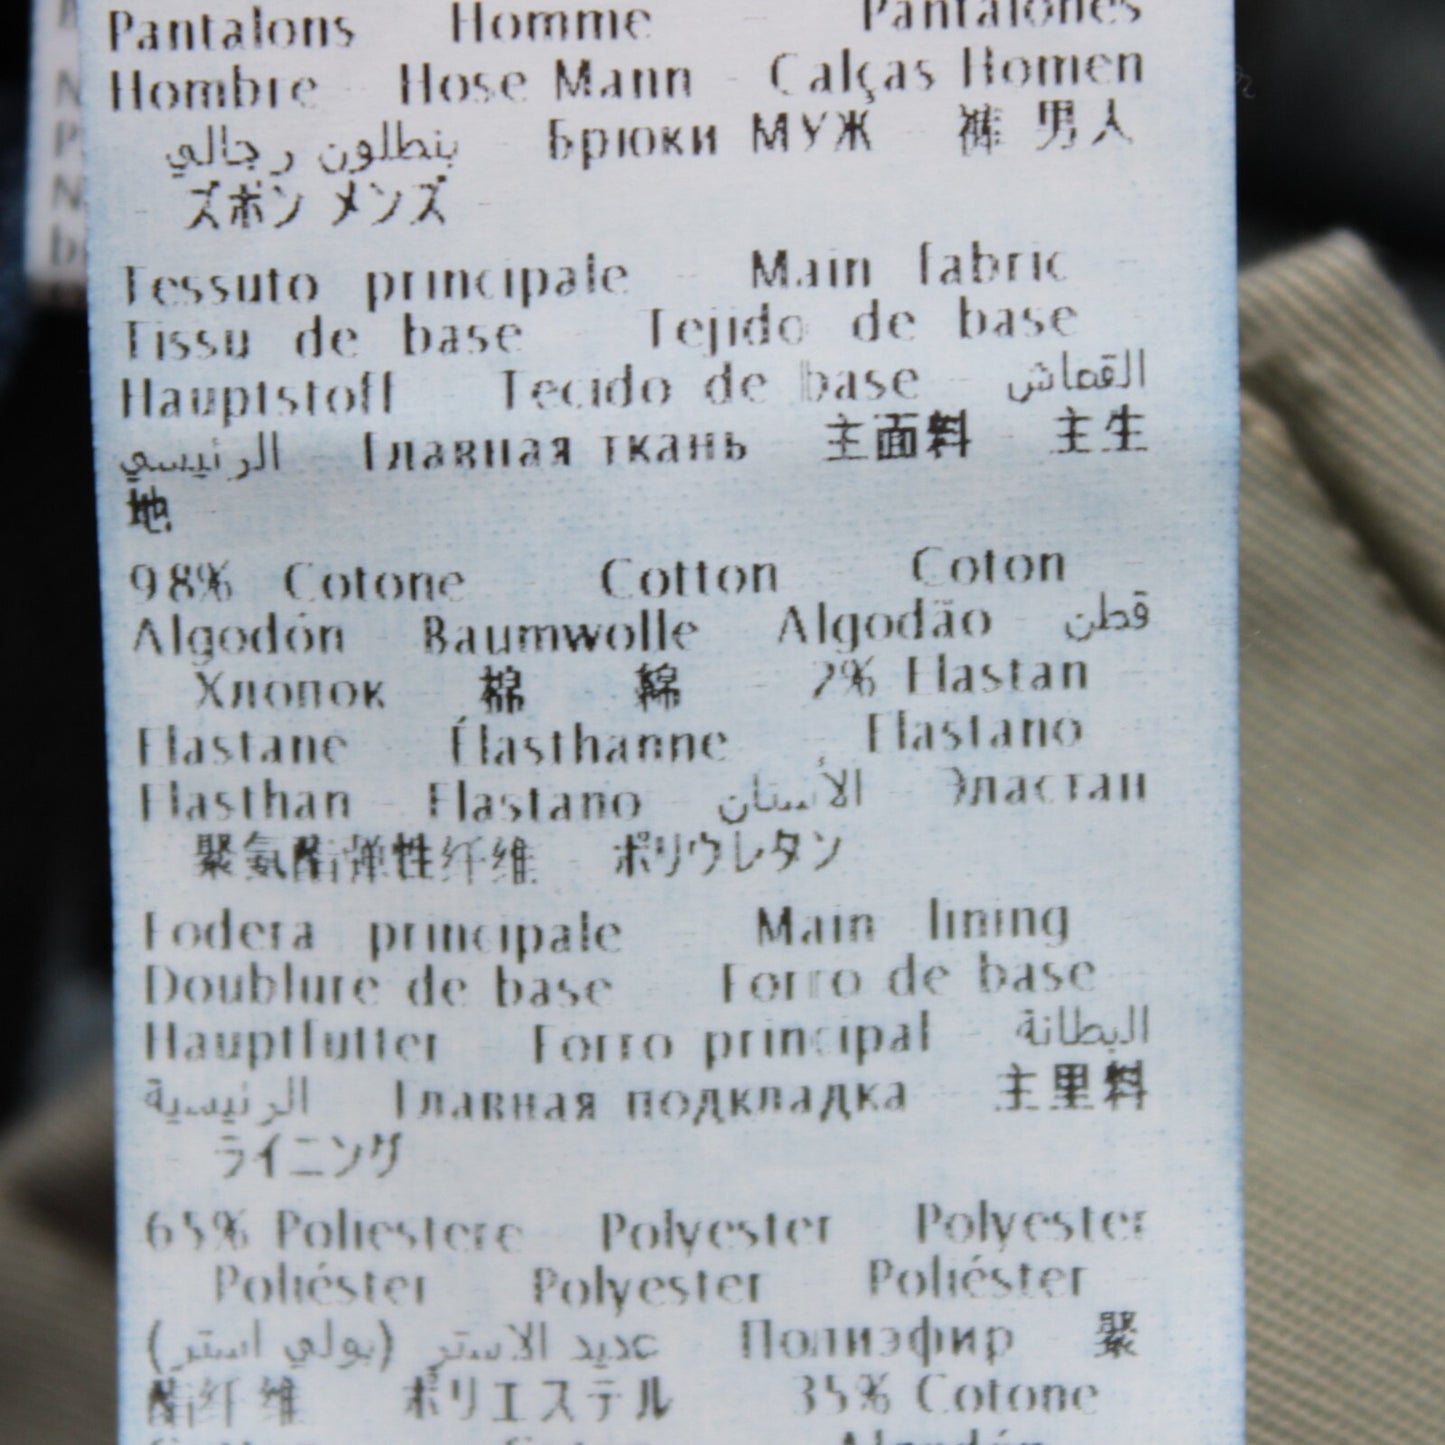 Pantalons Homme Pantalones
Hombre - Hose Mann - Calças Homen
بنطلون رجالي - Брюки МУЖ - 裤 男人
ズボン メンズ
Tessuto principale - Main fabric
Tissu de base - Tejido de base
Hauptstoff - Tecido de base - القماش
الرئيسي - Главная ткань - 主面料 - 主生
地
98% Cotone - Cotton - Coton
Algodón - Baumwolle - Algodão - قطن
Хлопок - 棉 - 綿 - 2% Elastan
Elastane - Élasthanne - Elastano
Elasthan - Elastano - الأستان - Эластан
聚氨酯弹性纤维 - ポリウレタン
Fodera principale - Main lining
Doublure de base - Forro de base
Hauptfutter - Forro principal - البطانة
الرئيسية - Главная подкладка - 主里料
- ライニング
65% Poliestere - Polyester - Polyester
- Poliéster - Polyester - Poliéster
عديد الاستر (بولي استر) - Полиэфир - 聚
酯纤维 - ポリエステル - 35% Cotone